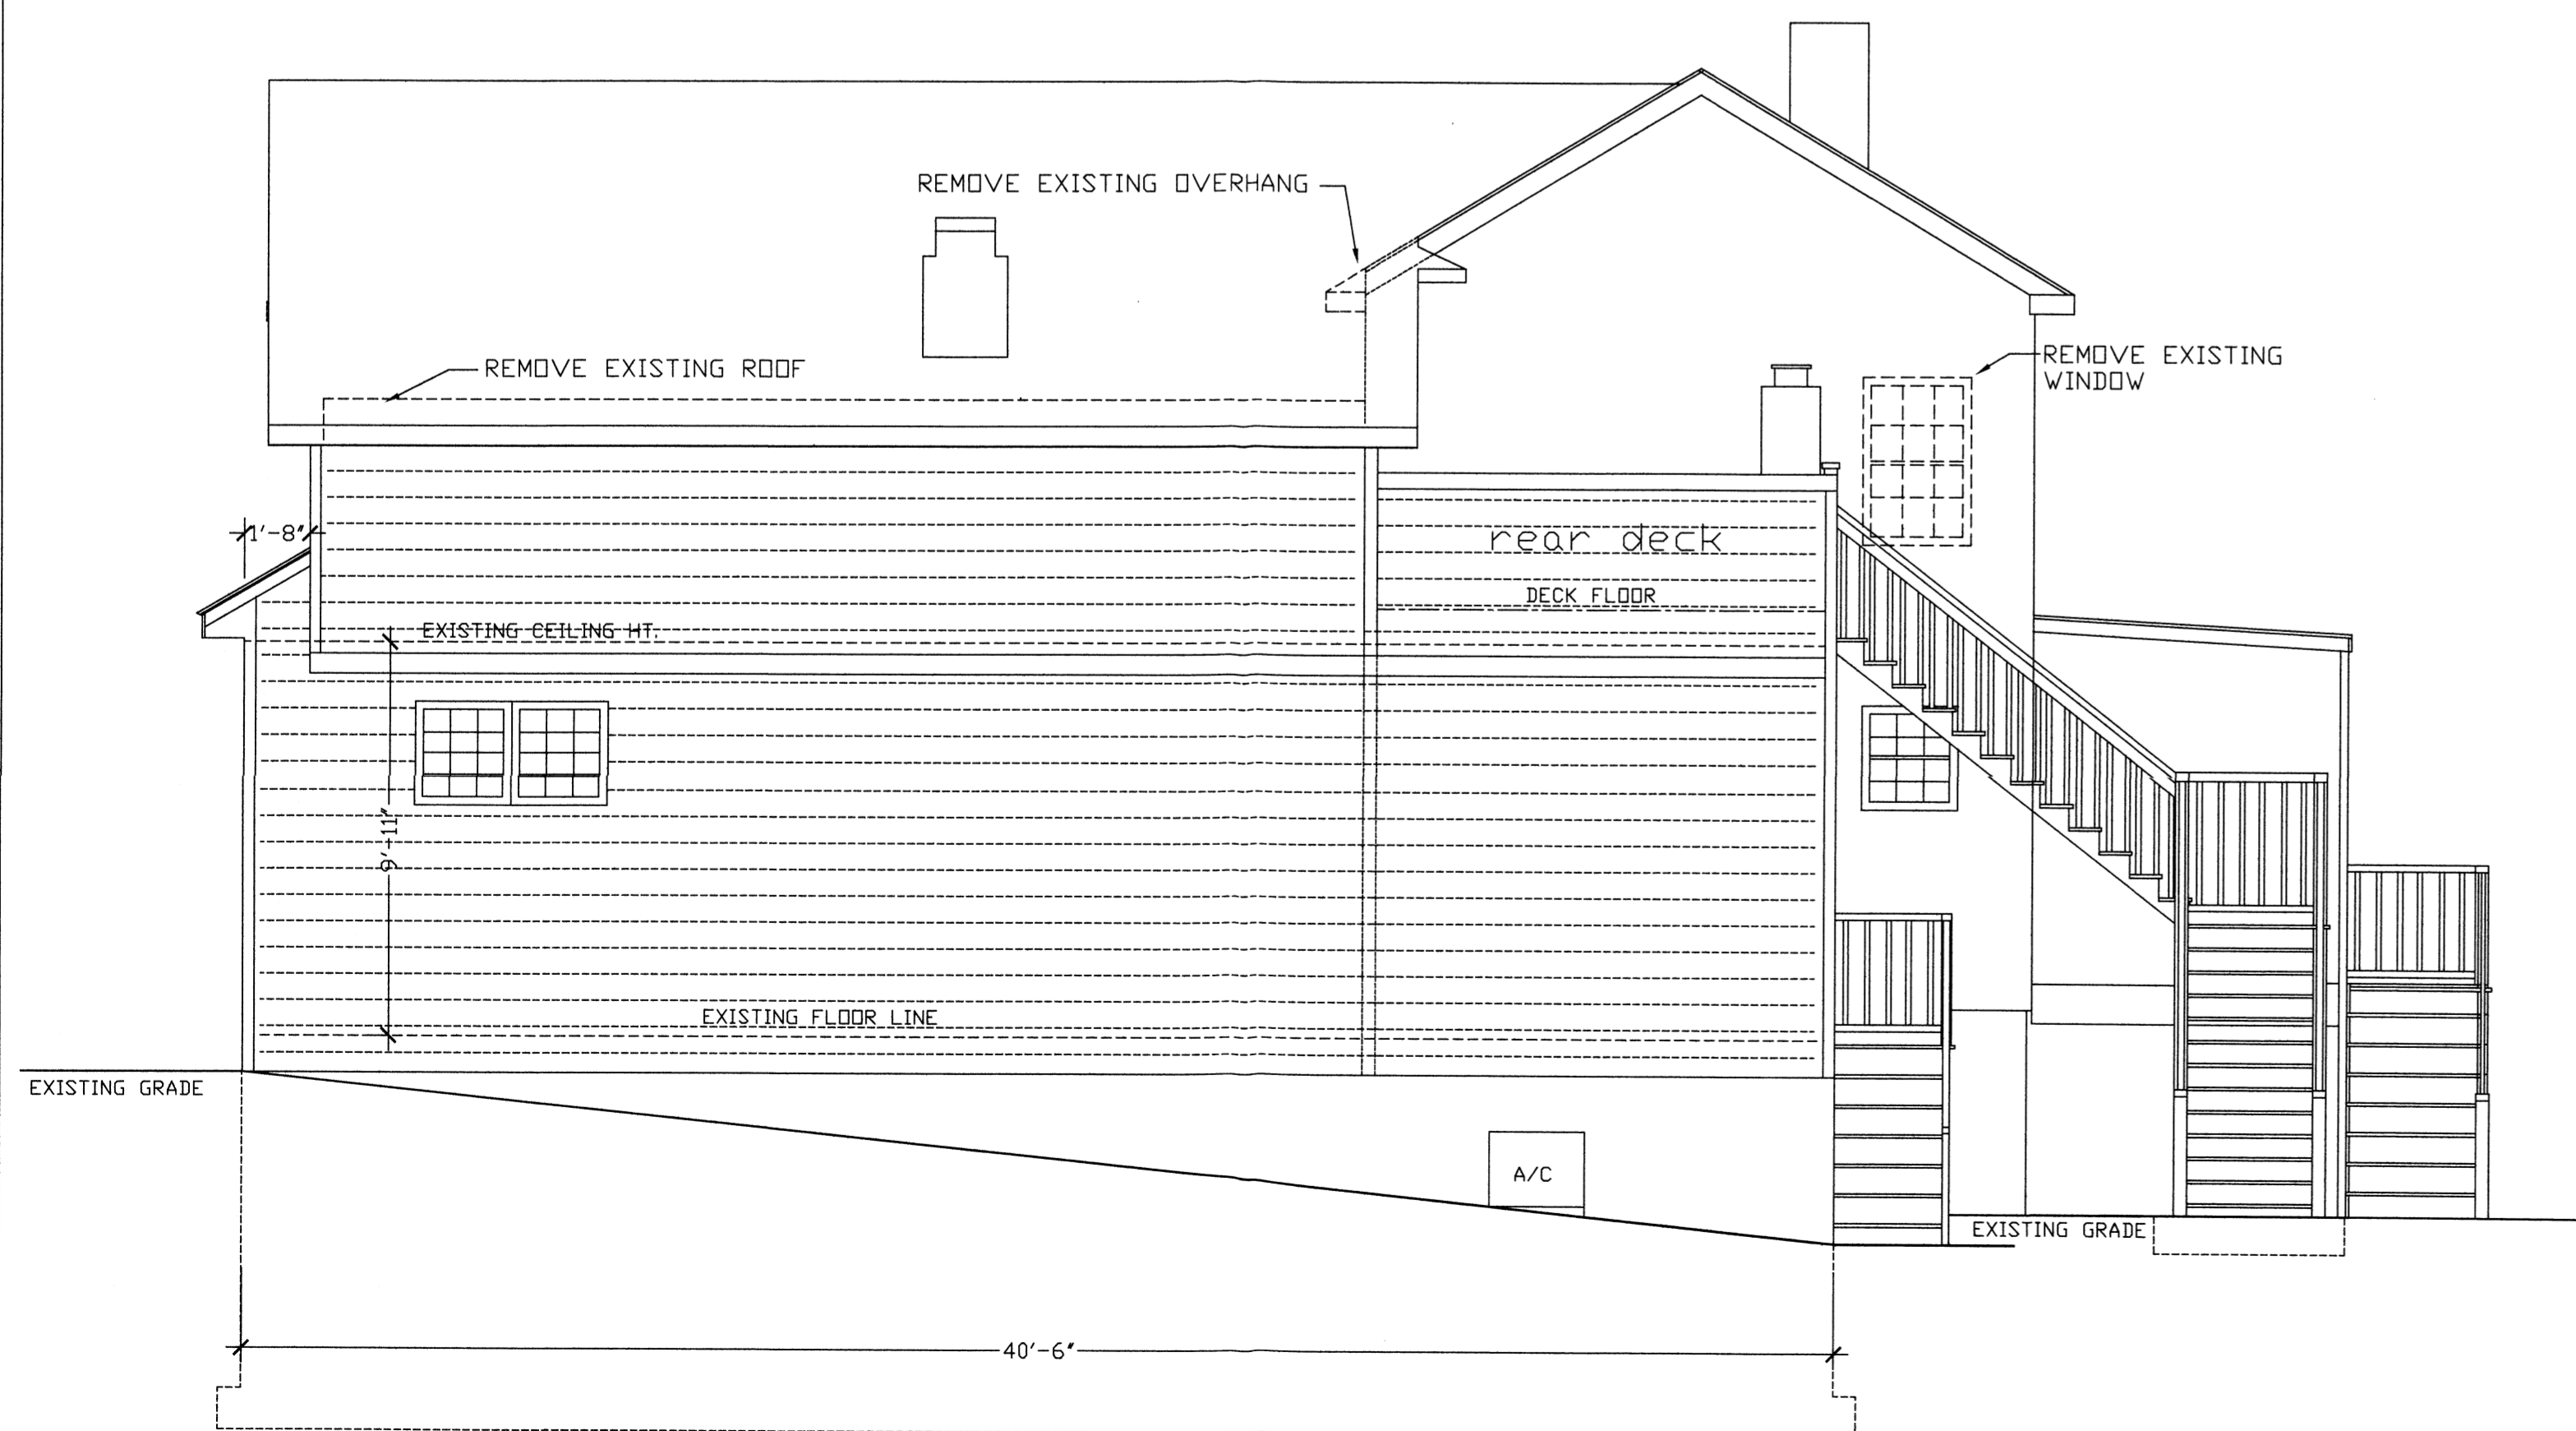 REMOVE EXISTING OVERHANG
REMOVE EXISTING ROOF
REMOVE EXISTING
WINDOW
1'-8"
rear deck
DECK FLOOR
EXISTING CEILING HT.
9'-11"
EXISTING FLOOR LINE
EXISTING GRADE
A/C
EXISTING GRADE
40'-6"